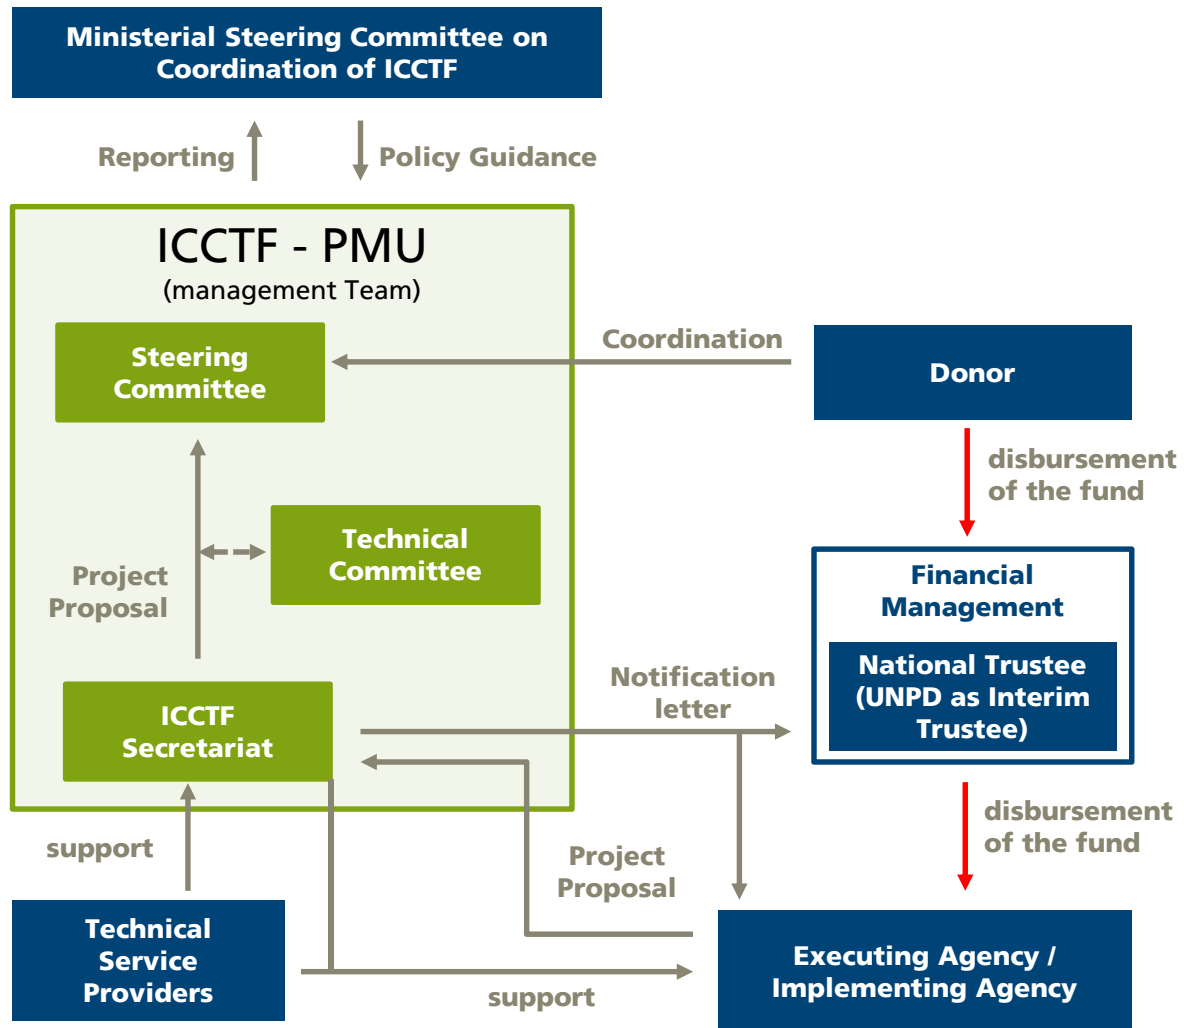 Ministerial Steering Committee on
Coordination of ICCTF
Reporting
Policy Guidance
ICCTF - PMU
(management Team)
Steering
Committee
Coordination
Donor
disbursement
of the fund
Technical
Committee
Project
Proposal
Financial
Management
National Trustee
(UNPD as Interim
Trustee)
Notification
letter
ICCTF
Secretariat
disbursement
of the fund
support
Project
Proposal
Technical
Service
Providers
support
Executing Agency /
Implementing Agency